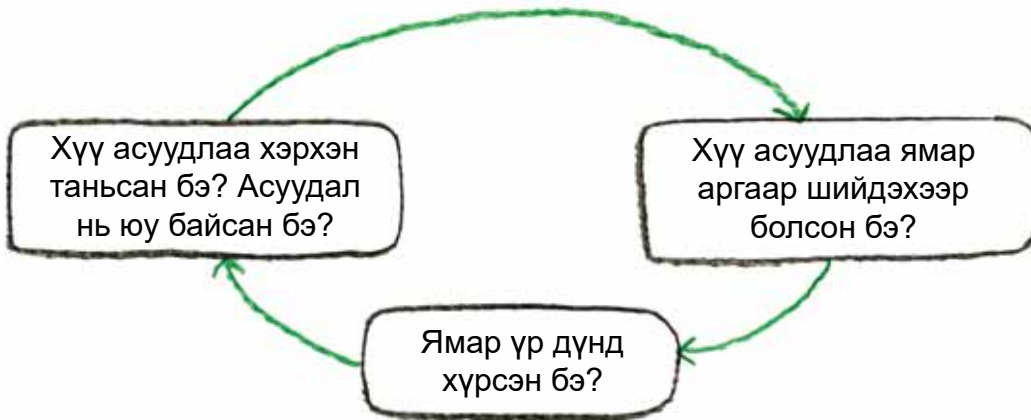 Хүү асуудлаа хэрхэн
таньсан бэ? Асуудал
нь юу байсан бэ?
Хүү асуудлаа ямар
аргаар шийдэхээр
болсон бэ?
Ямар үр дүнд
хүрсэн бэ?